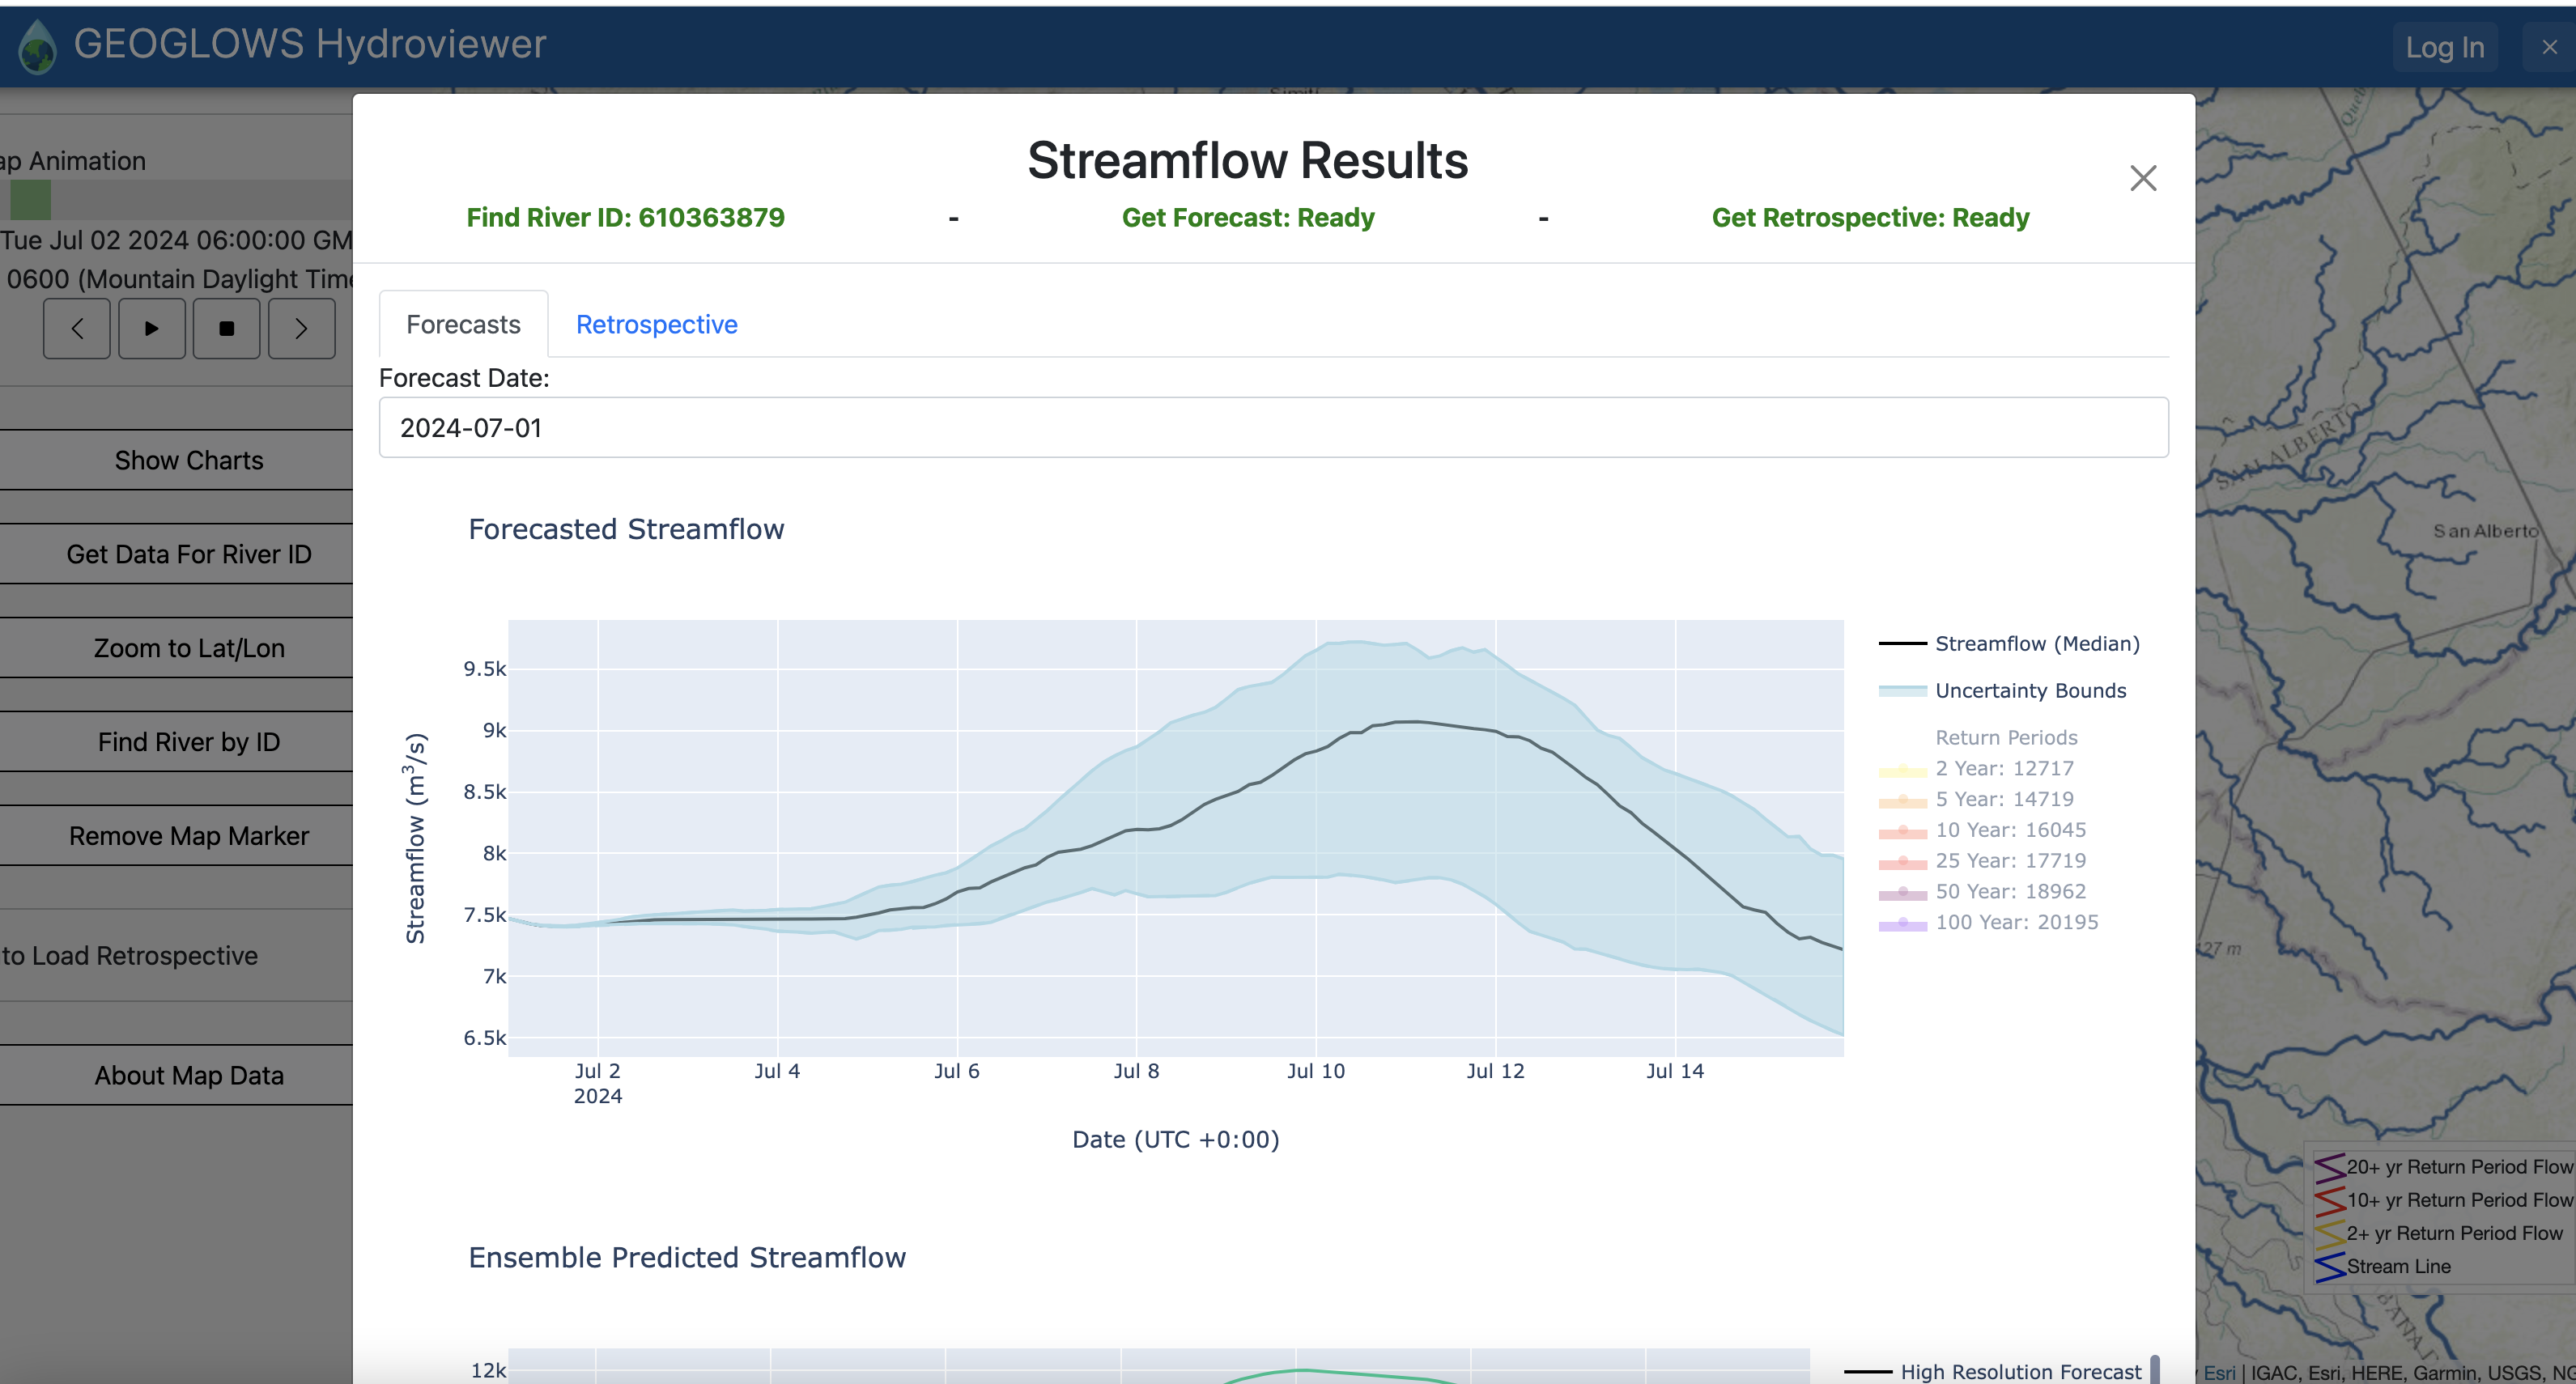 GEOGLOWS Hydroviewer
Log In
×
ap Animation
Tue Jul 02 2024 06:00:00 GM
0600 (Mountain Daylight Time
Show Charts
Get Data For River ID
Zoom to Lat/Lon
Find River by ID
Remove Map Marker
to Load Retrospective
About Map Data
Streamflow Results
Find River ID: 610363879 - Get Forecast: Ready - Get Retrospective: Ready
Forecasts Retrospective
Forecast Date:
2024-07-01
Forecasted Streamflow
9.5k
9k
8.5k
8k
7.5k
7k
6.5k
Streamflow (m³/s)
Jul 2 Jul 4 Jul 6 Jul 8 Jul 10 Jul 12 Jul 14
2024
Date (UTC +0:00)
Streamflow (Median)
Uncertainty Bounds
Return Periods
2 Year: 12717
5 Year: 14719
10 Year: 16045
25 Year: 17719
50 Year: 18962
100 Year: 20195
Ensemble Predicted Streamflow
12k
High Resolution Forecast
SAN ALBERTO
San Alberto
127 m
20+ yr Return Period Flow
10+ yr Return Period Flow
2+ yr Return Period Flow
Stream Line
Esri | IGAC, Esri, HERE, Garmin, USGS, NG